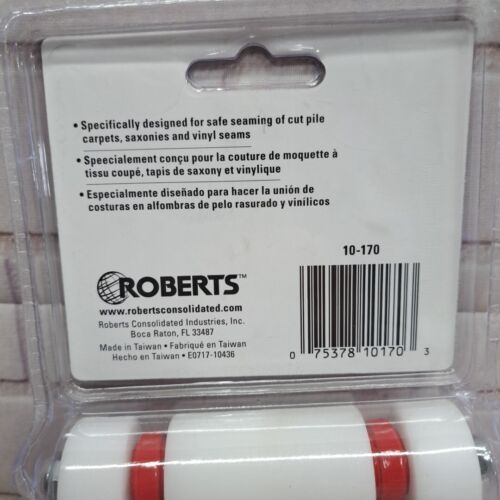 • Specifically designed for safe seaming of cut pile
carpets, saxonies and vinyl seams
• Speecialement conçu pour la couture de moquette à
tissu coupé, tapis de saxony et vinylique
• Especialmente diseñado para hacer la unión de
costuras en alfombras de pelo rasurado y vinílicos
ROBERTS™
www.robertsconsolidated.com
Roberts Consolidated Industries, Inc.
Boca Raton, FL 33487
Made in Taiwan • Fabriqué en Taiwan
Hecho en Taiwan • E0717-10436
10-170
0 75378 10170 3